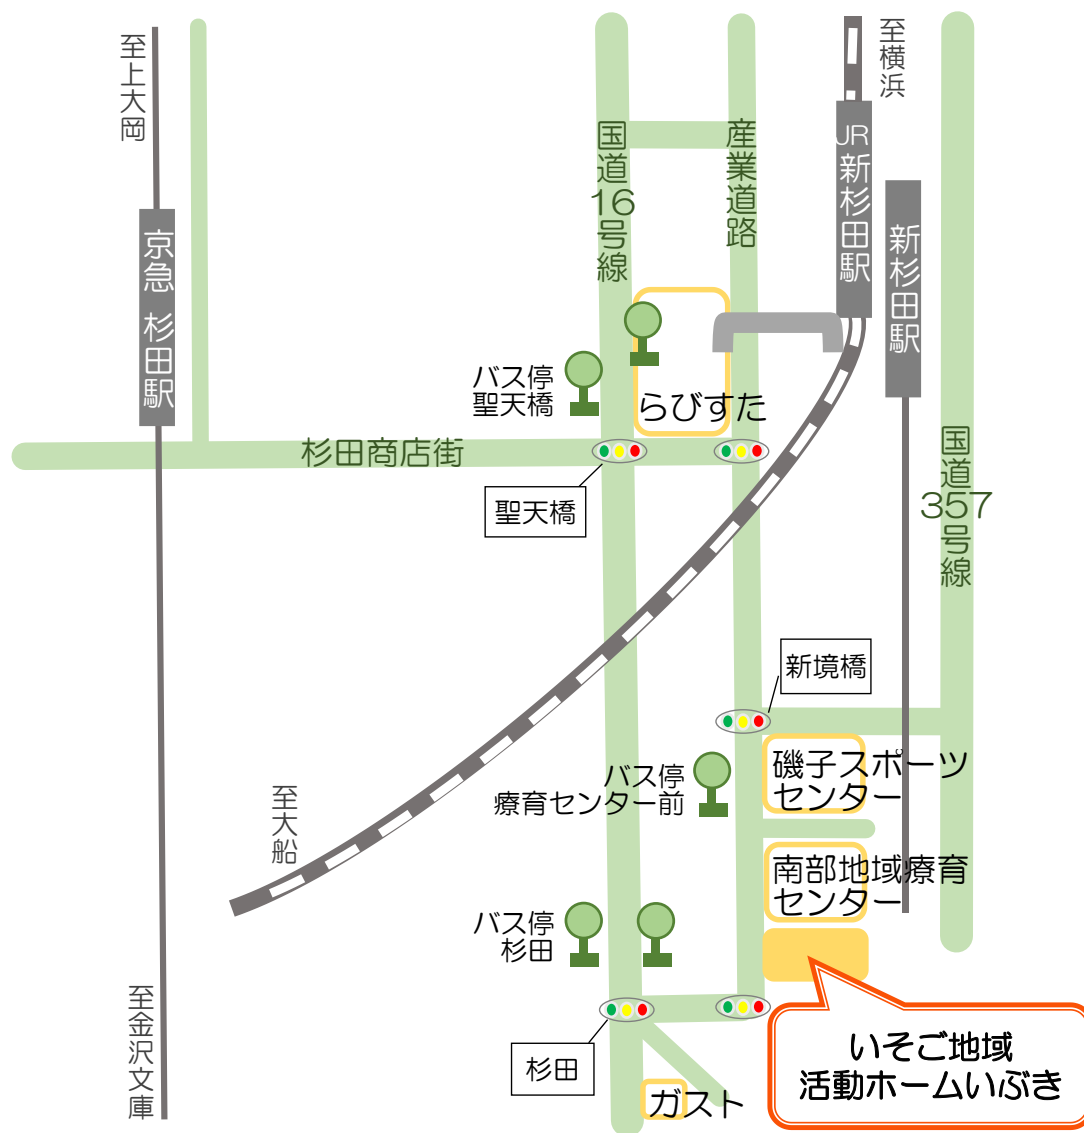 至上大岡
京急 杉田駅
至金沢文庫
至横浜
JR
新杉田駅
新杉田駅
国道16号線
産業道路
国道357号線
バス停
聖天橋
らびすた
杉田商店街
聖天橋
新境橋
磯子スポーツ
センター
バス停
療育センター前
至大船
南部地域療育
センター
バス停
杉田
杉田
ガスト
いそご地域
活動ホームいぶき